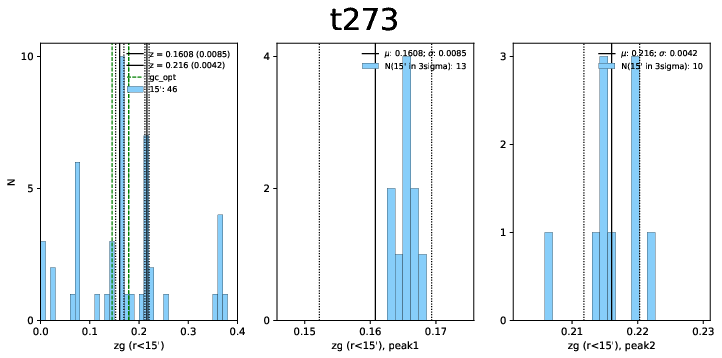 t273
z = 0.1608 (0.0085)
z = 0.216 (0.0042)
gc_opt
15': 46
N
10
5
0
0.0 0.1 0.2 0.3 0.4
zg (r<15')
μ: 0.1608; σ: 0.0085
N(15' in 3sigma): 13
4
2
0
0.15 0.16 0.17
zg (r<15'), peak1
μ: 0.216; σ: 0.0042
N(15' in 3sigma): 10
3
2
1
0
0.21 0.22 0.23
zg (r<15'), peak2